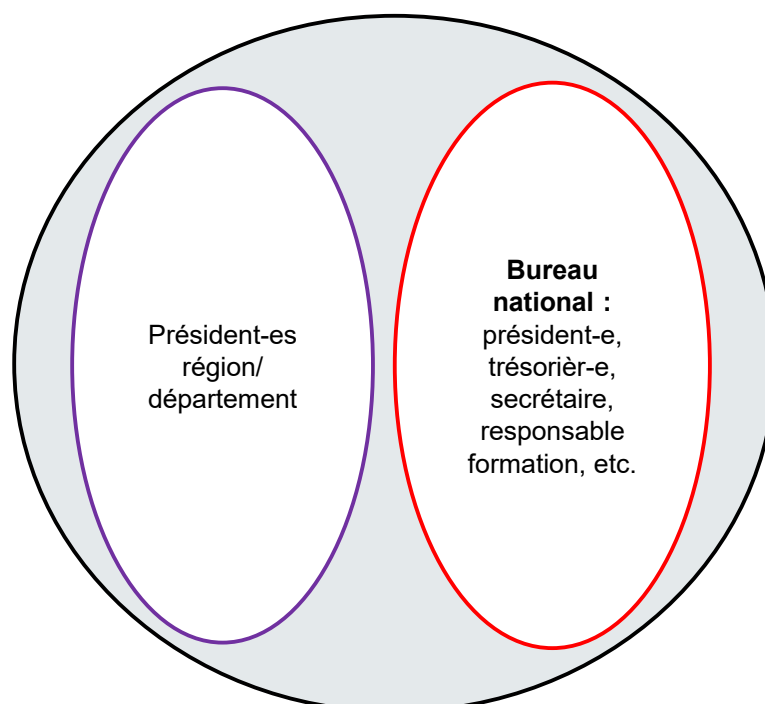 Président-es
région/
département
Bureau
national :
président-e,
trésorièr-e,
secrétaire,
responsable
formation, etc.